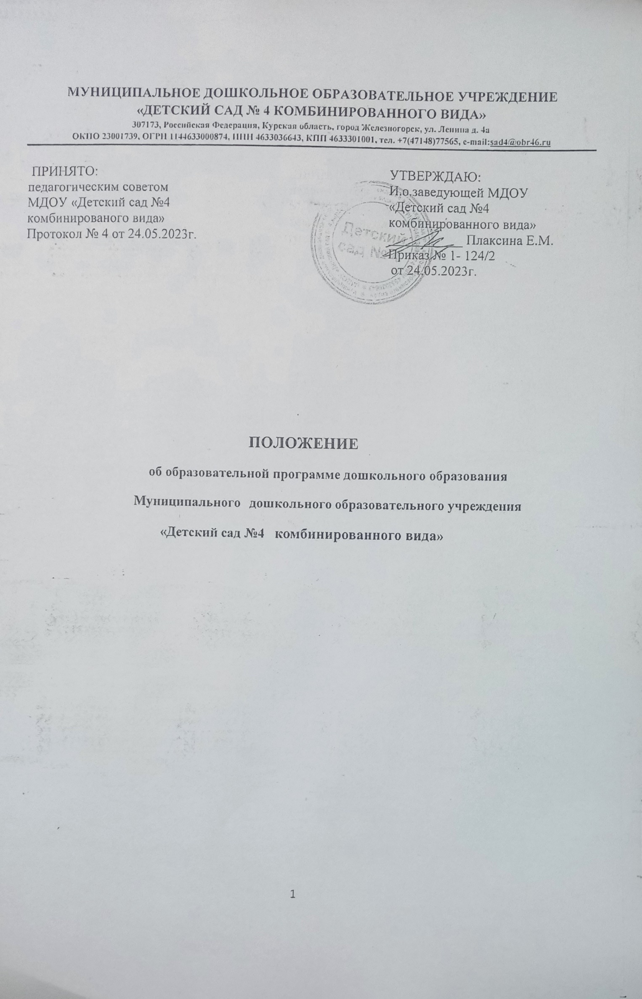 МУНИЦИПАЛЬНОЕ ДОШКОЛЬНОЕ ОБРАЗОВАТЕЛЬНОЕ УЧРЕЖДЕНИЕ
«ДЕТСКИЙ САД № 4 КОМБИНИРОВАННОГО ВИДА»
307173, Российская Федерация, Курская область, город Железногорск, ул. Ленина д. 4а
ОКПО 23001739, ОГРН 1144633000874, ИНН 4633036643, КПП 4633301001, тел. +7(47148)77565, e-mail:sad4@obr46.ru
ПРИНЯТО:
педагогическим советом
МДОУ «Детский сад №4
комбинированого вида»
Протокол № 4 от 24.05.2023г.
УТВЕРЖДАЮ:
И.о.заведующей МДОУ
«Детский сад №4
комбинированного вида»
Плаксина Е.М.
Приказ № 1- 124/2
от 24.05.2023г.
Детский
сад №
ПОЛОЖЕНИЕ
об образовательной программе дошкольного образования
Муниципального дошкольного образовательного учреждения
«Детский сад №4 комбинированного вида»
1